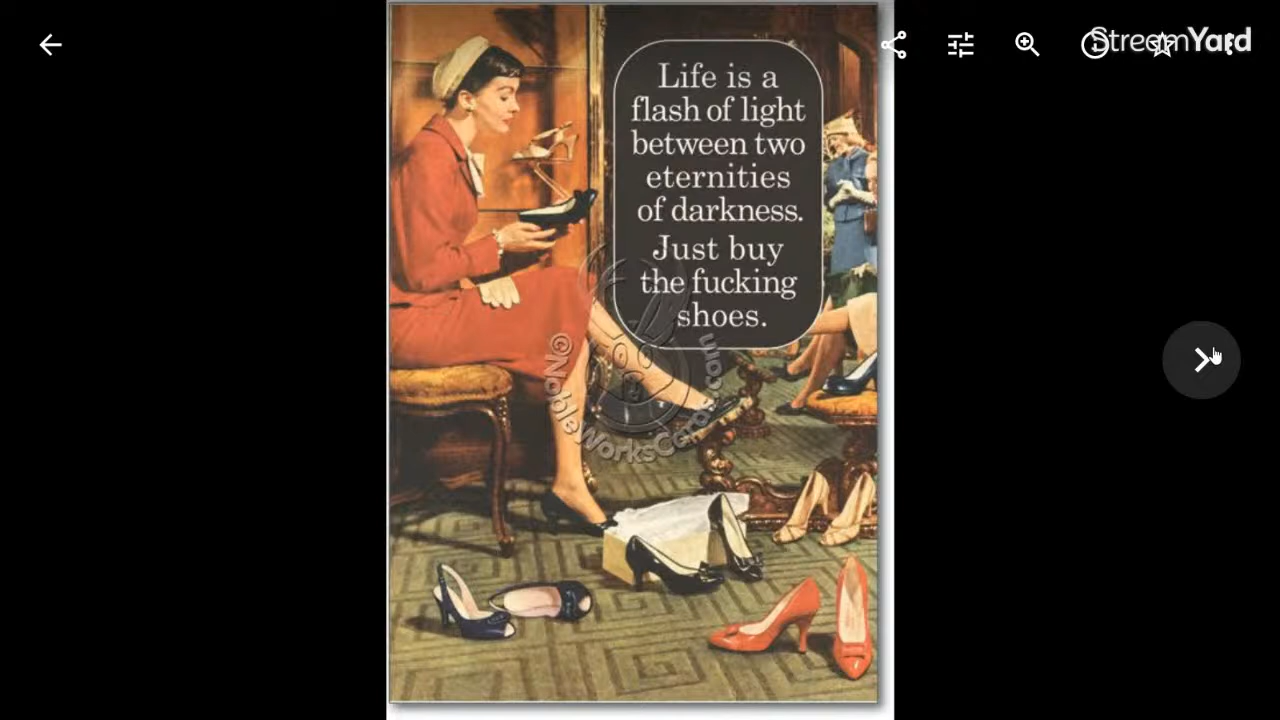 StreamYard
Life is a
flash of light
between two
eternities
of darkness.
Just buy
the fucking
shoes.
©NobleWorksCards.com